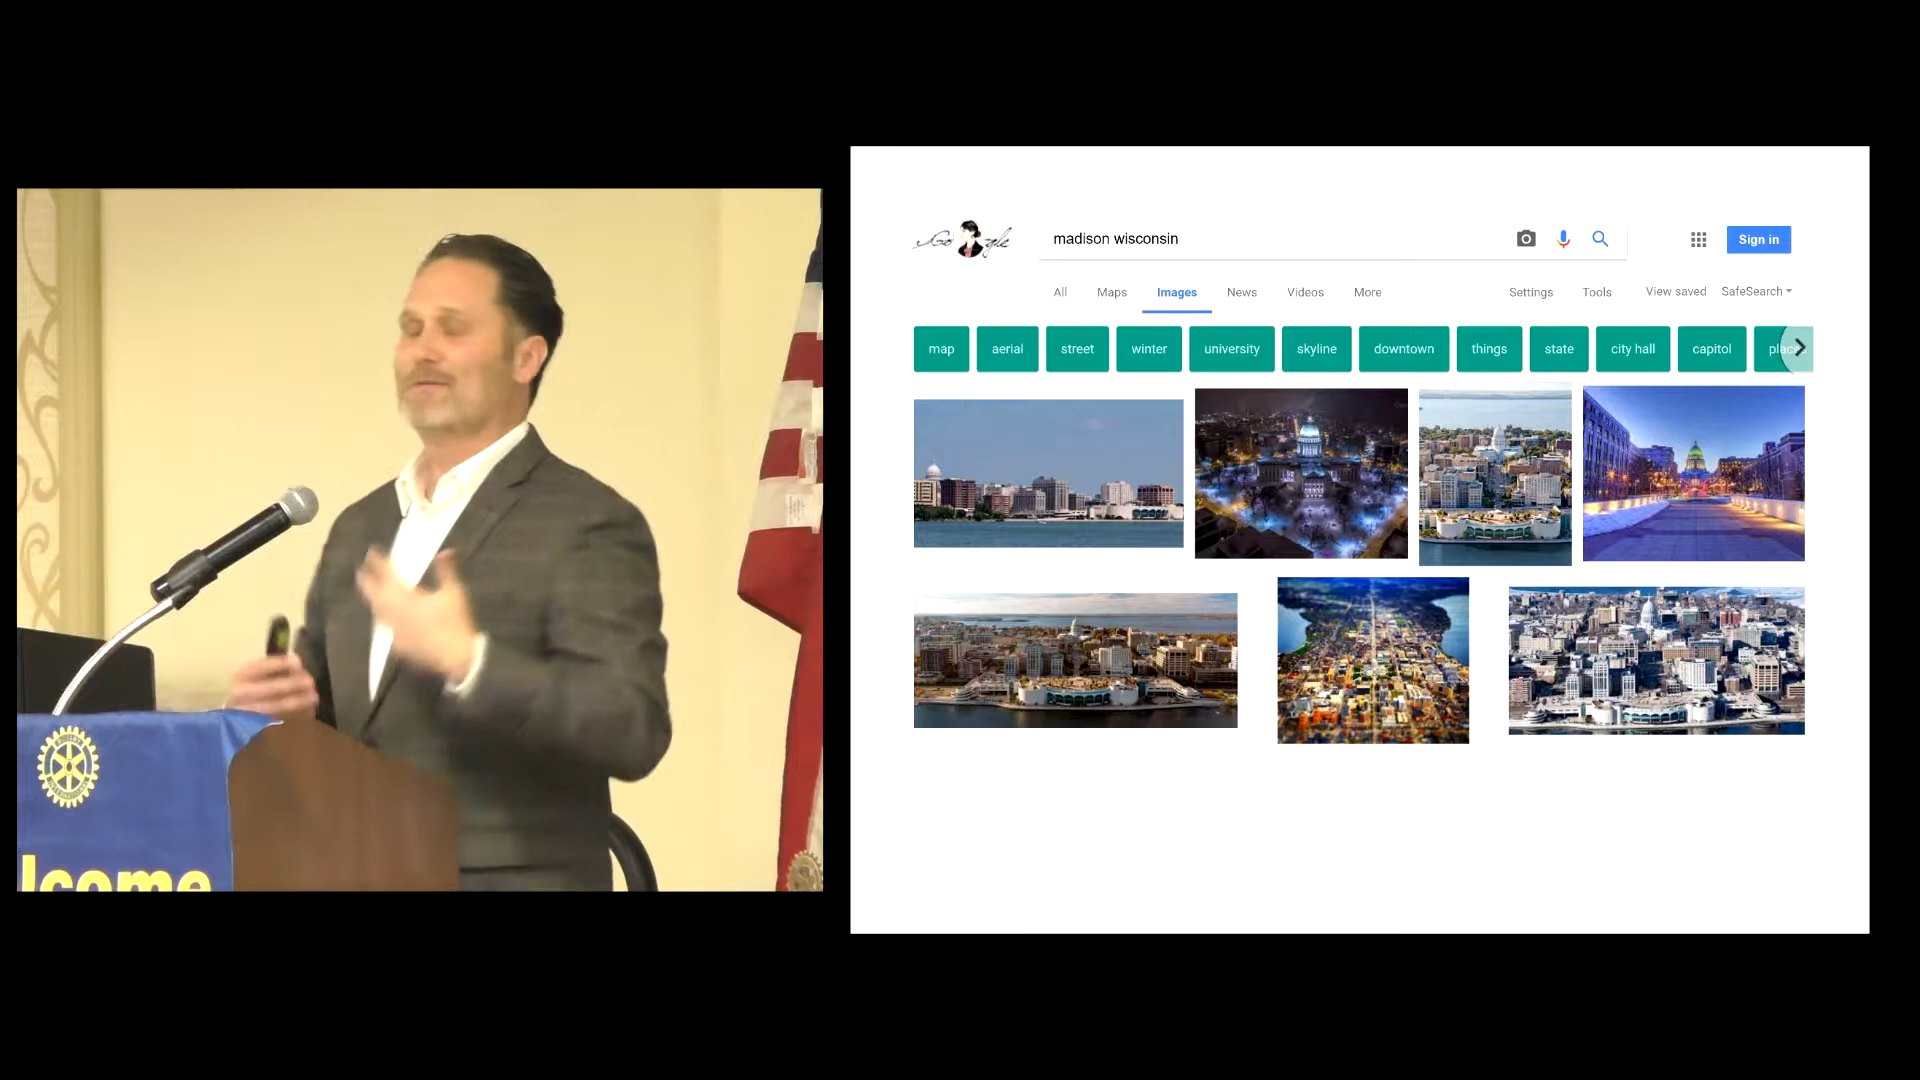 lcome
Google
madison wisconsin
Sign in
All Maps Images News Videos More Settings Tools View saved SafeSearch
map aerial street winter university skyline downtown things state city hall capitol